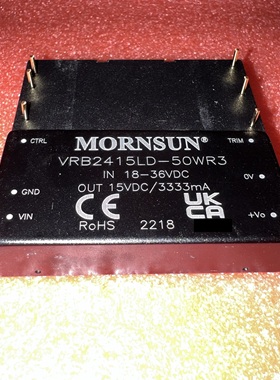 CTRL
MORNSUN®
TRIM
VRB2415LD-50WR3
IN 18-36VDC
0V
OUT 15VDC/3333mA
GND
CE
UK
CA
VIN
RoHS 2218
+Vo